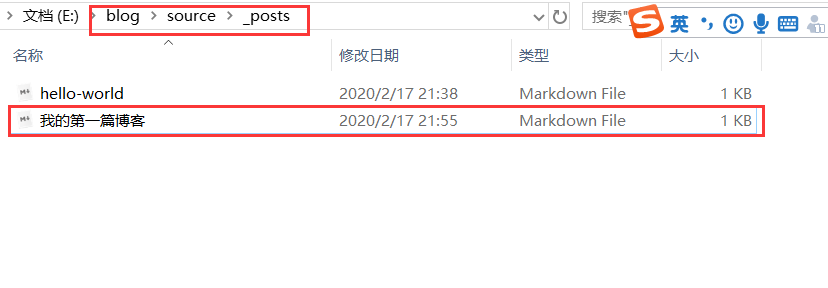 文档 (E:) blog source _posts 搜索"_ 英
名称 修改日期 类型 大小
hello-world 2020/2/17 21:38 Markdown File 1 KB
我的第一篇博客 2020/2/17 21:55 Markdown File 1 KB